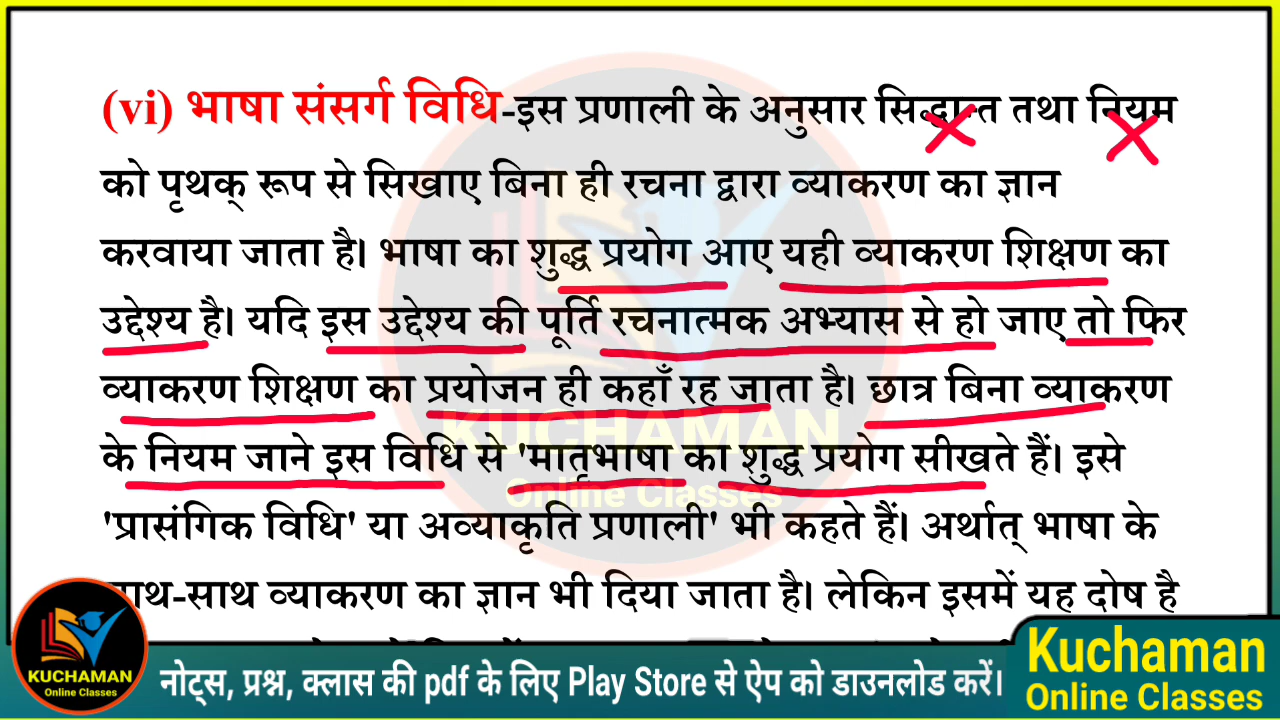 (vi) भाषा संसर्ग विधि-इस प्रणाली के अनुसार सिद्धान्त तथा नियम
को पृथक् रूप से सिखाए बिना ही रचना द्वारा व्याकरण का ज्ञान
करवाया जाता है। भाषा का शुद्ध प्रयोग आए यही व्याकरण शिक्षण का
उद्देश्य है। यदि इस उद्देश्य की पूर्ति रचनात्मक अभ्यास से हो जाए तो फिर
व्याकरण शिक्षण का प्रयोजन ही कहाँ रह जाता है। छात्र बिना व्याकरण
KUCHAMAN
के नियम जाने इस विधि से 'मातृभाषा का शुद्ध प्रयोग सीखते हैं। इसे
Online Classes
'प्रासंगिक विधि' या अव्याकृति प्रणाली' भी कहते हैं। अर्थात् भाषा के
साथ-साथ व्याकरण का ज्ञान भी दिया जाता है। लेकिन इसमें यह दोष है
KUCHAMAN
Online Classes
नोट्स, प्रश्न, क्लास की pdf के लिए Play Store से ऐप को डाउनलोड करें।
Kuchaman
Online Classes